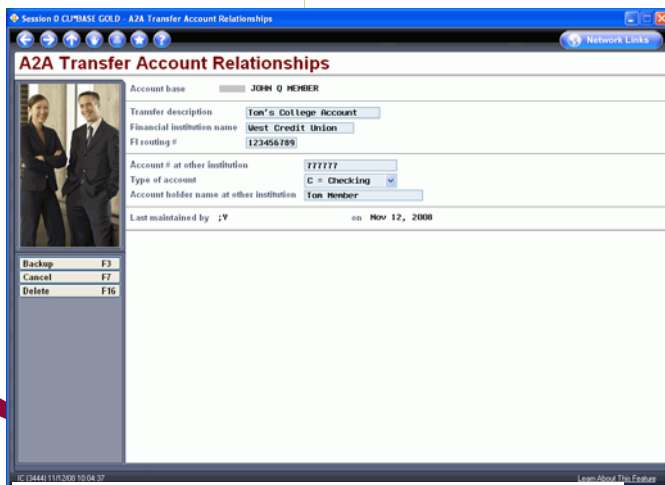 Session 0 CU*BASE GOLD - A2A Transfer Account Relationships
Network Links
A2A Transfer Account Relationships
Account base JOHN Q MEMBER
Transfer description Tom's College Account
Financial institution name West Credit Union
FI routing # 123456789
Account # at other institution 777777
Type of account C = Checking
Account holder name at other institution Tom Member
Last maintained by ;Y on Nov 12, 2008
Backup F3
Cancel F7
Delete F16
IC (3444) 11/12/08 10:04:37
Learn About This Feature